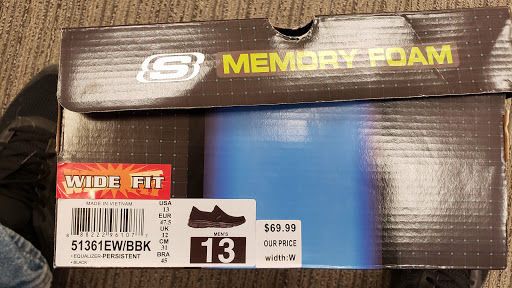 S MEMORY FOAM
WIDE FIT
MADE IN VIETNAM
51361EW/BBK
• EQUALIZER-PERSISTENT
• BLACK
USA
13
EUR
47.5
UK
12
CM
31
BRA
45
MEN'S
13
$69.99
OUR PRICE
width:W